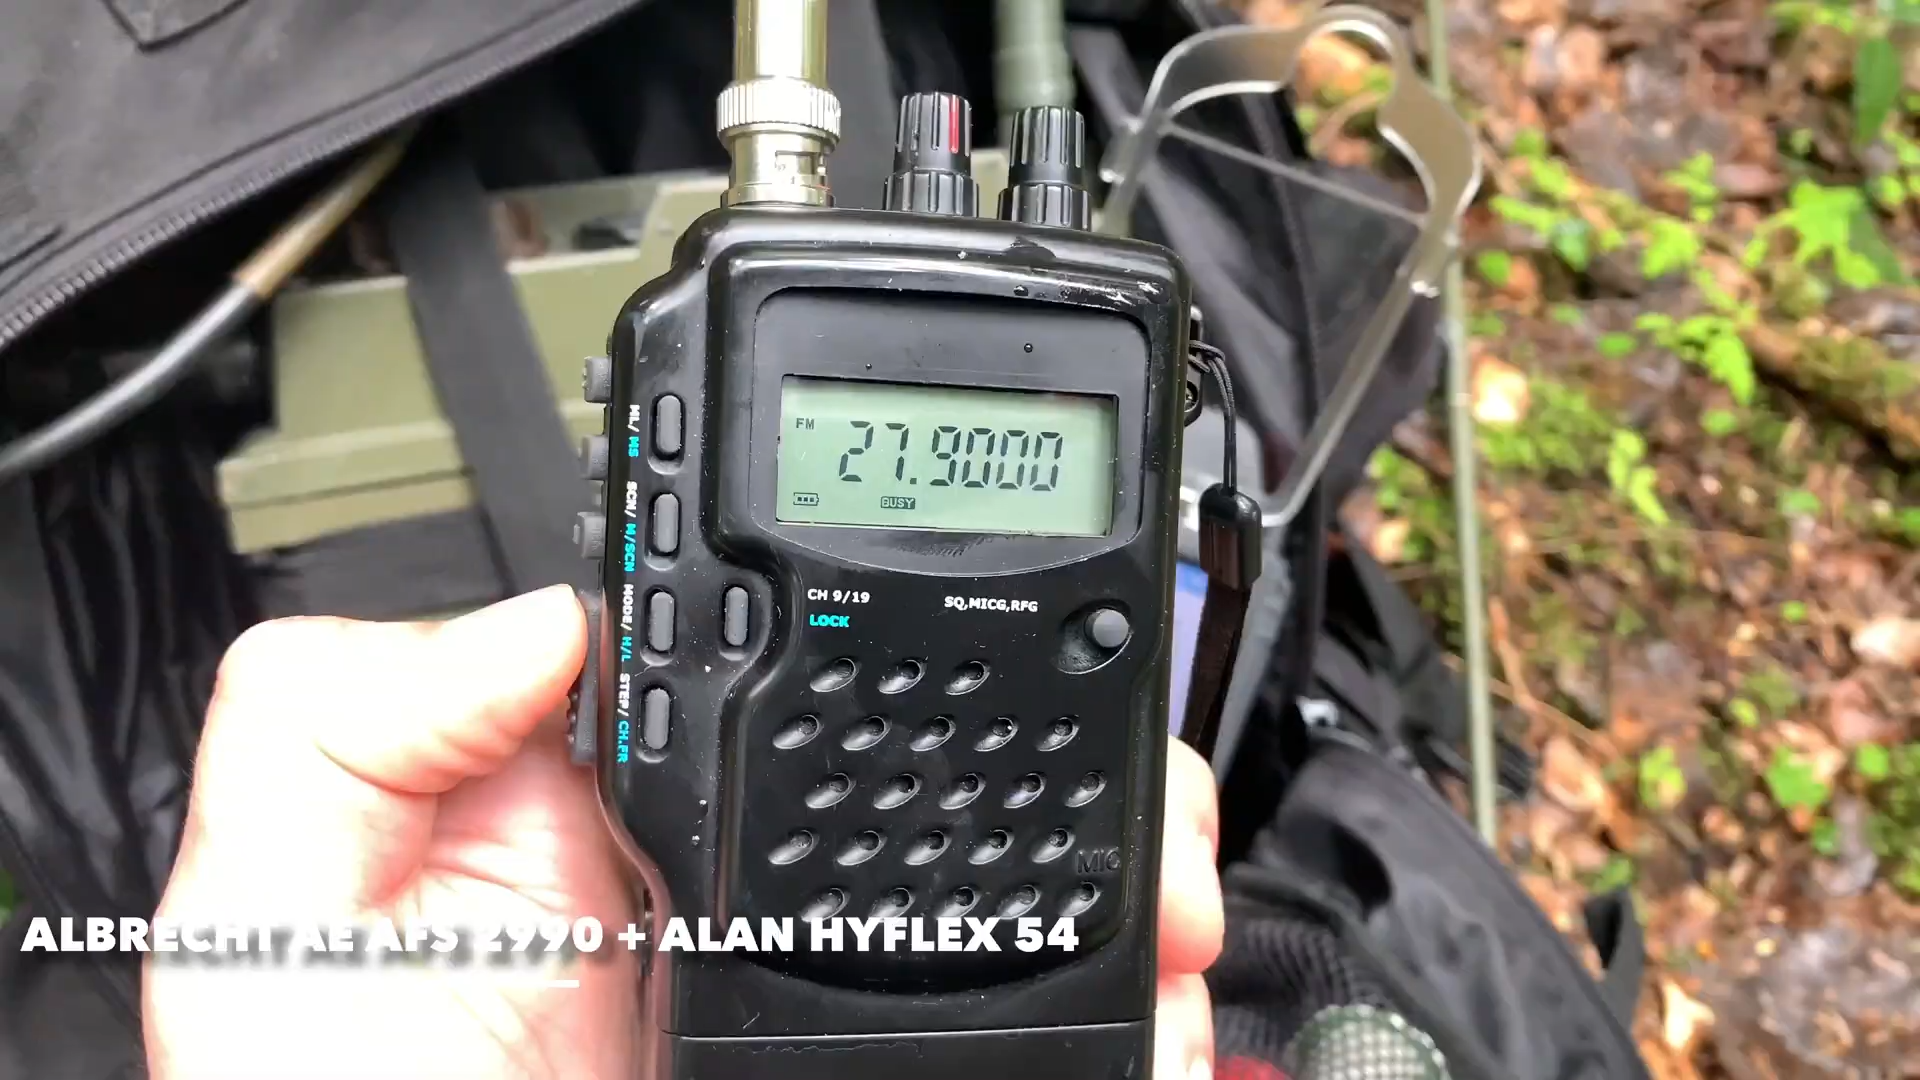 FM
27.9000
BUSY
ML/ MS
SCN/ M/SCN
MODE/ H/L
STEP/ CH.FR
CH 9/19
LOCK
SQ,MICG,RFG
MIC
ALBRECHT AE AFS 2990 + ALAN HYFLEX 54